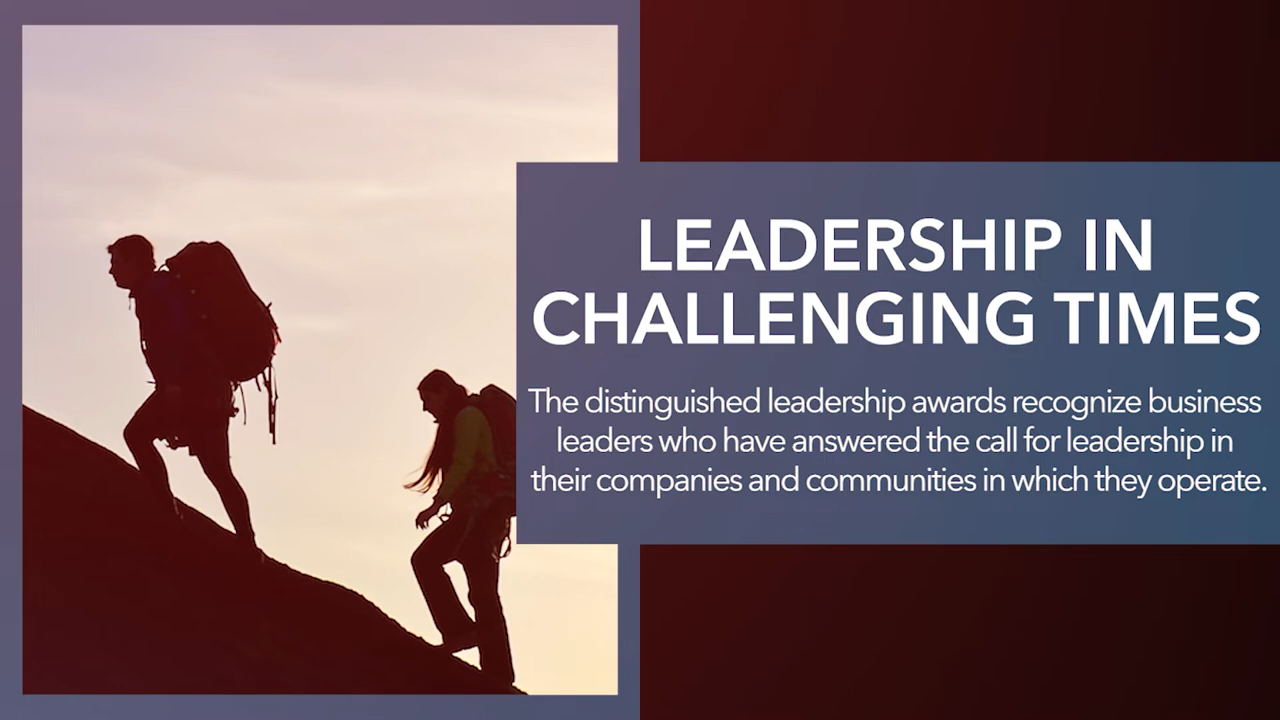 LEADERSHIP IN
CHALLENGING TIMES
The distinguished leadership awards recognize business
leaders who have answered the call for leadership in
their companies and communities in which they operate.